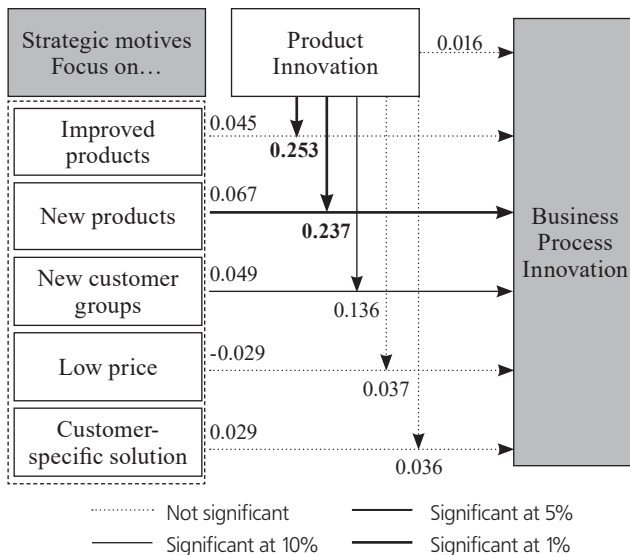 Strategic motives
Focus on…
Product
Innovation
0.016
Improved
products
0.045
0.253
New products
0.067
0.237
New customer
groups
0.049
0.136
Low price
-0.029
0.037
Customer-
specific solution
0.029
0.036
Business
Process
Innovation
Not significant
Significant at 5%
Significant at 10%
Significant at 1%